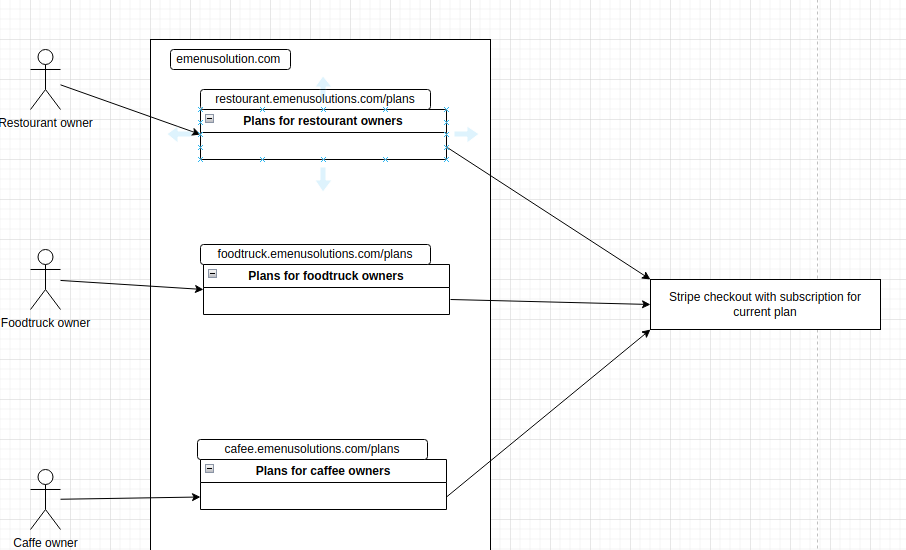 emenusolution.com
restourant.emenusolutions.com/plans
Plans for restourant owners
Restourant owner
foodtruck.emenusolutions.com/plans
Plans for foodtruck owners
Foodtruck owner
Stripe checkout with subscription for
current plan
cafee.emenusolutions.com/plans
Plans for caffee owners
Caffe owner